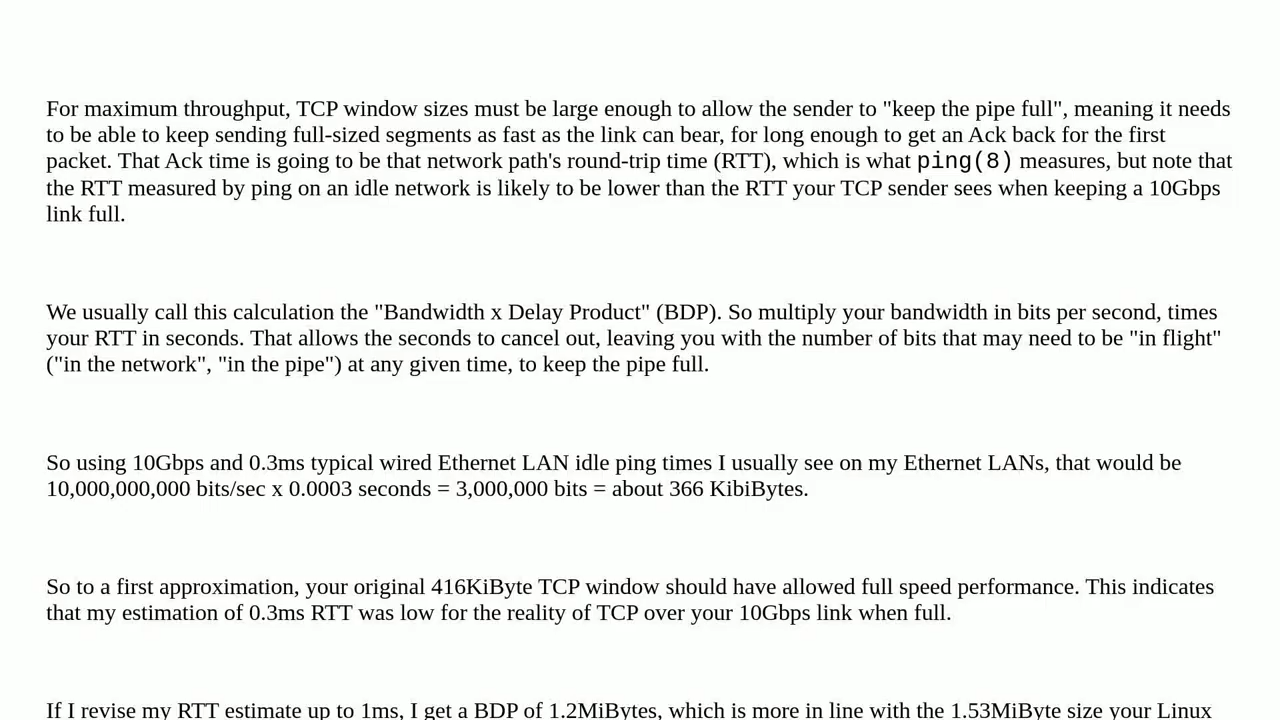 For maximum throughput, TCP window sizes must be large enough to allow the sender to "keep the pipe full", meaning it needs
to be able to keep sending full-sized segments as fast as the link can bear, for long enough to get an Ack back for the first
packet. That Ack time is going to be that network path's round-trip time (RTT), which is what ping(8) measures, but note that
the RTT measured by ping on an idle network is likely to be lower than the RTT your TCP sender sees when keeping a 10Gbps
link full.
We usually call this calculation the "Bandwidth x Delay Product" (BDP). So multiply your bandwidth in bits per second, times
your RTT in seconds. That allows the seconds to cancel out, leaving you with the number of bits that may need to be "in flight"
("in the network", "in the pipe") at any given time, to keep the pipe full.
So using 10Gbps and 0.3ms typical wired Ethernet LAN idle ping times I usually see on my Ethernet LANs, that would be
10,000,000,000 bits/sec x 0.0003 seconds = 3,000,000 bits = about 366 KibiBytes.
So to a first approximation, your original 416KiByte TCP window should have allowed full speed performance. This indicates
that my estimation of 0.3ms RTT was low for the reality of TCP over your 10Gbps link when full.
If I revise my RTT estimate up to 1ms, I get a BDP of 1.2MiBytes, which is more in line with the 1.53MiByte size your Linux